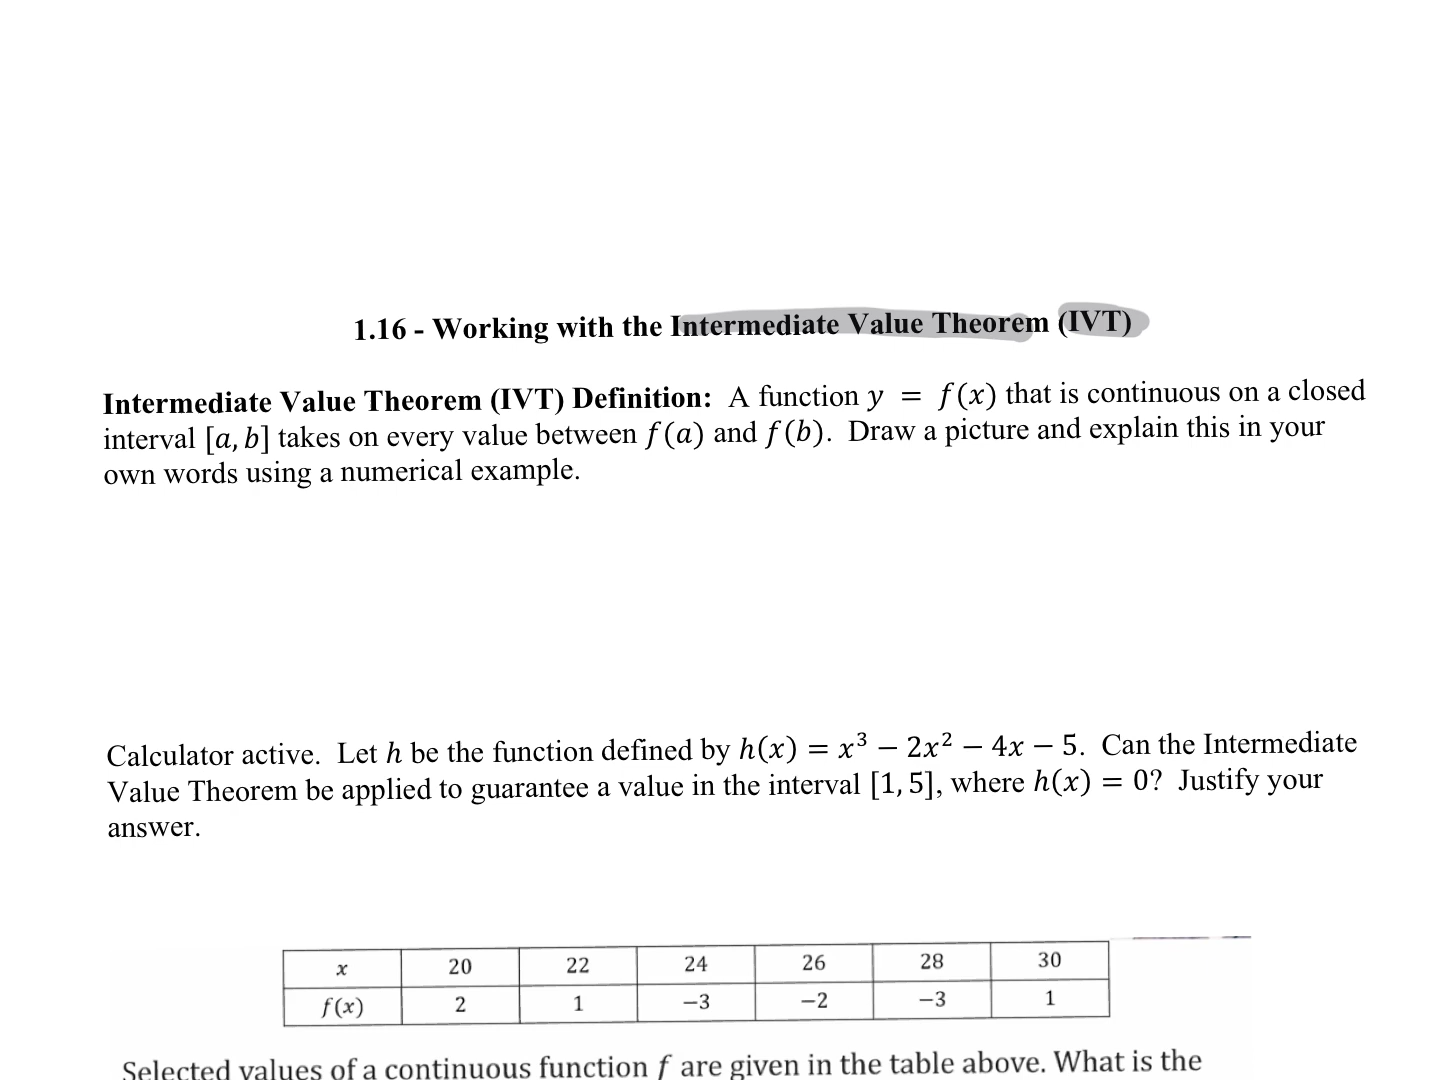 1.16 - Working with the Intermediate Value Theorem (IVT)
Intermediate Value Theorem (IVT) Definition: A function y = f(x) that is continuous on a closed
interval [a, b] takes on every value between f(a) and f(b). Draw a picture and explain this in your
own words using a numerical example.
Calculator active. Let h be the function defined by h(x) = x³ − 2x² − 4x − 5. Can the Intermediate
Value Theorem be applied to guarantee a value in the interval [1, 5], where h(x) = 0? Justify your
answer.
x 20 22 24 26 28 30
f(x) 2 1 −3 −2 −3 1
Selected values of a continuous function f are given in the table above. What is the